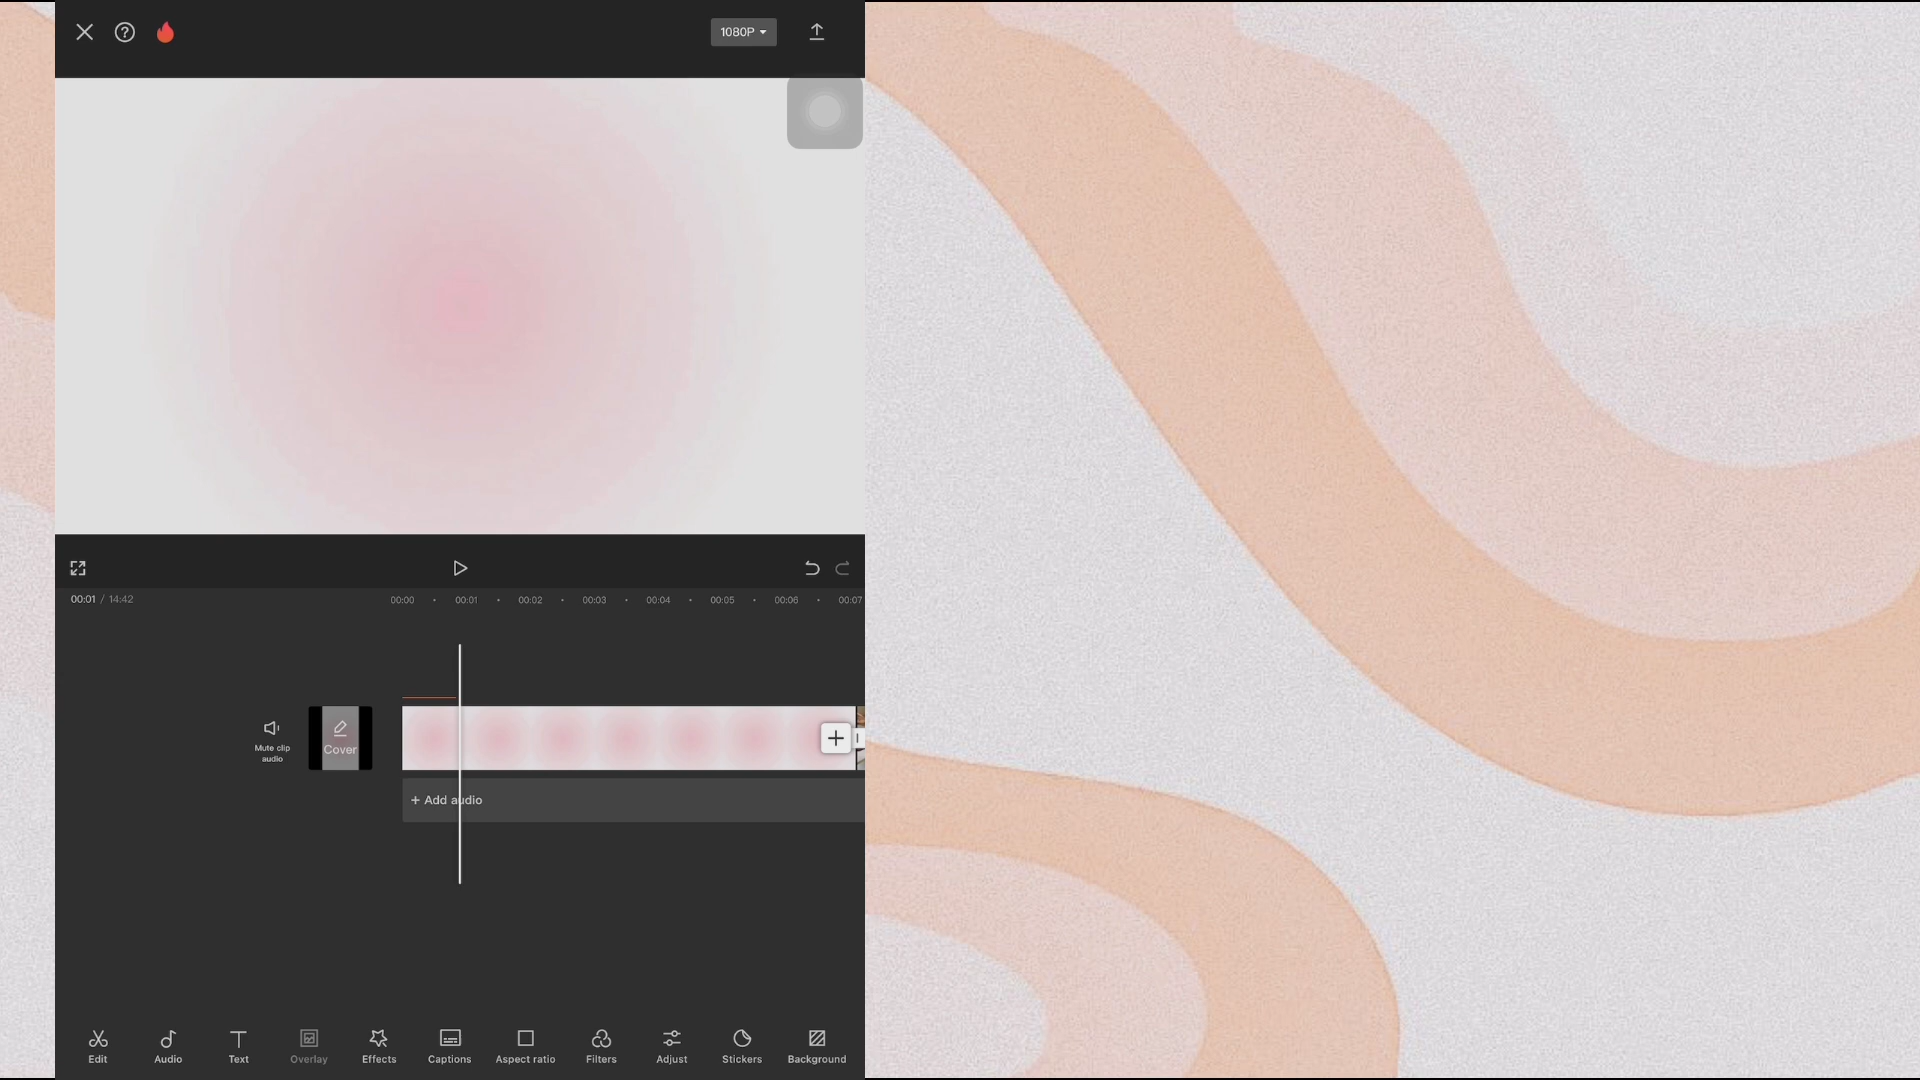 1080P
00:01 / 14:42
00:00 00:01 00:02 00:03 00:04 00:05 00:06 00:07
Mute clip
audio
Cover
+ Add audio
Edit Audio Text Overlay Effects Captions Aspect ratio Filters Adjust Stickers Background